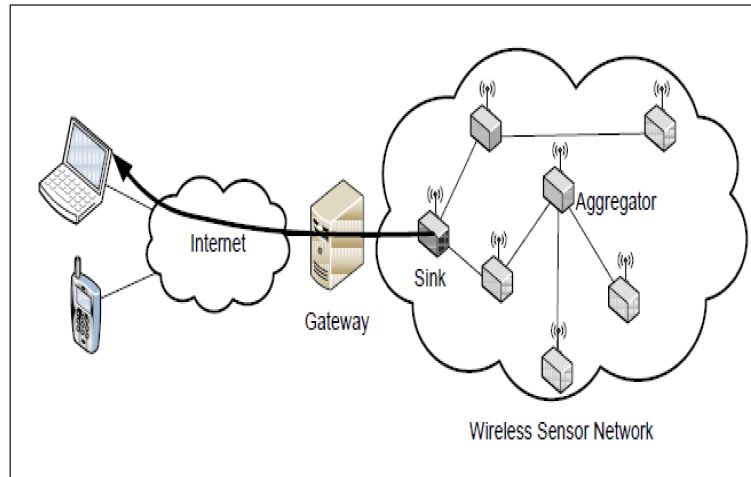 Aggregator
Internet
Sink
Gateway
Wireless Sensor Network